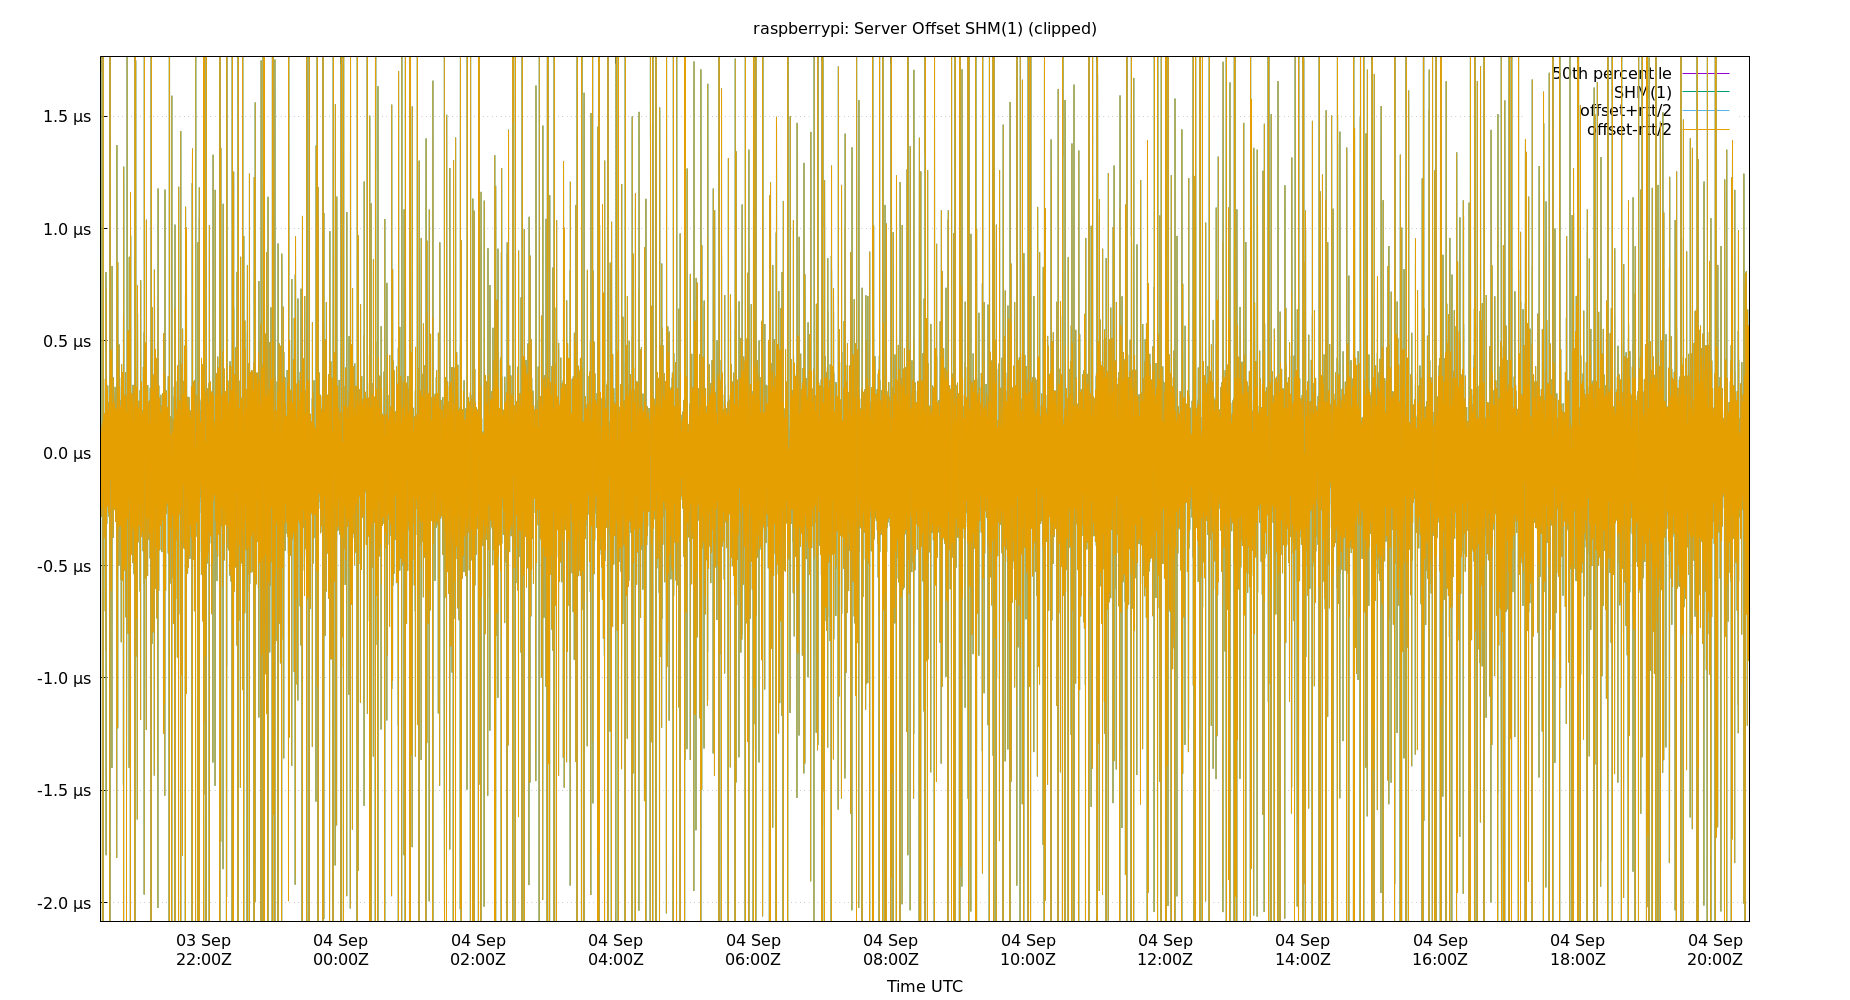 raspberrypi: Server Offset SHM(1) (clipped)
50th percentile
SHM(1)
offset+rtt/2
offset-rtt/2
1.5 µs
1.0 µs
0.5 µs
0.0 µs
-0.5 µs
-1.0 µs
-1.5 µs
-2.0 µs
03 Sep 04 Sep 04 Sep 04 Sep 04 Sep 04 Sep 04 Sep 04 Sep 04 Sep 04 Sep 04 Sep 04 Sep
22:00Z 00:00Z 02:00Z 04:00Z 06:00Z 08:00Z 10:00Z 12:00Z 14:00Z 16:00Z 18:00Z 20:00Z
Time UTC